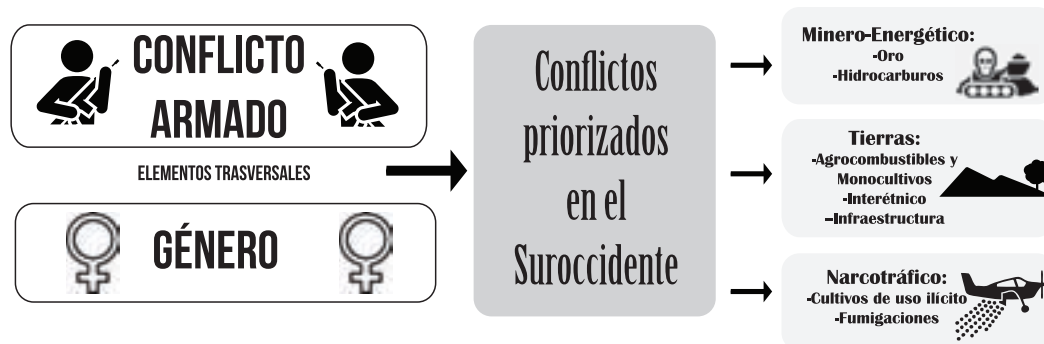 CONFLICTO
ARMADO
ELEMENTOS TRASVERSALES
GÉNERO
Conflictos
priorizados
en el
Suroccidente
Minero-Energético:
-Oro
-Hidrocarburos
Tierras:
-Agrocombustibles y
Monocultivos
-Interétnico
-Infraestructura
Narcotráfico:
-Cultivos de uso ilícito
-Fumigaciones